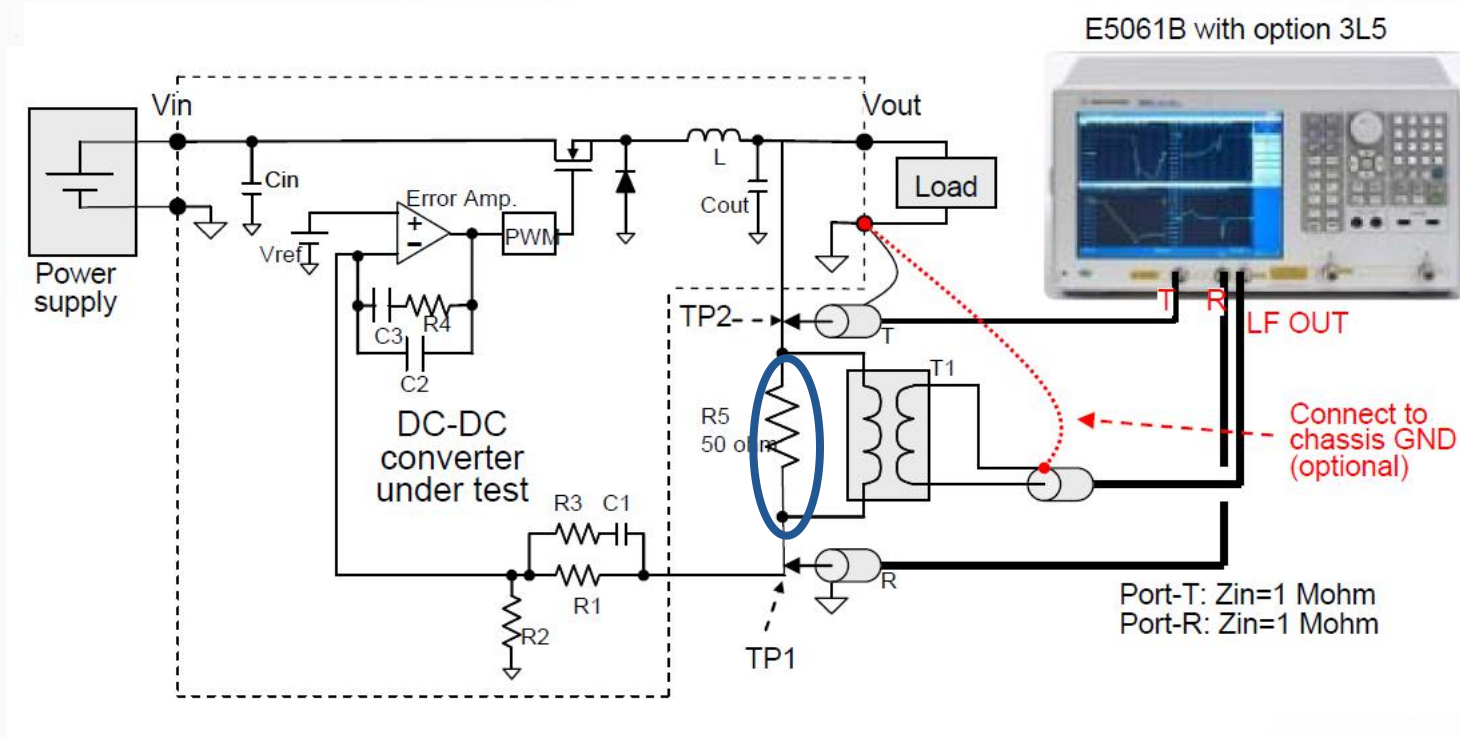 E5061B with option 3L5
Vin
Vout
Cin
L
Cout
Load
Error Amp.
+
-
PWM
Vref
Power
supply
C3
R4
C2
TP2
T
R
LF OUT
T
T1
R5
50 ohm
DC-DC
converter
under test
Connect to
chassis GND
(optional)
R3 C1
R1
R2
R
TP1
Port-T: Zin=1 Mohm
Port-R: Zin=1 Mohm